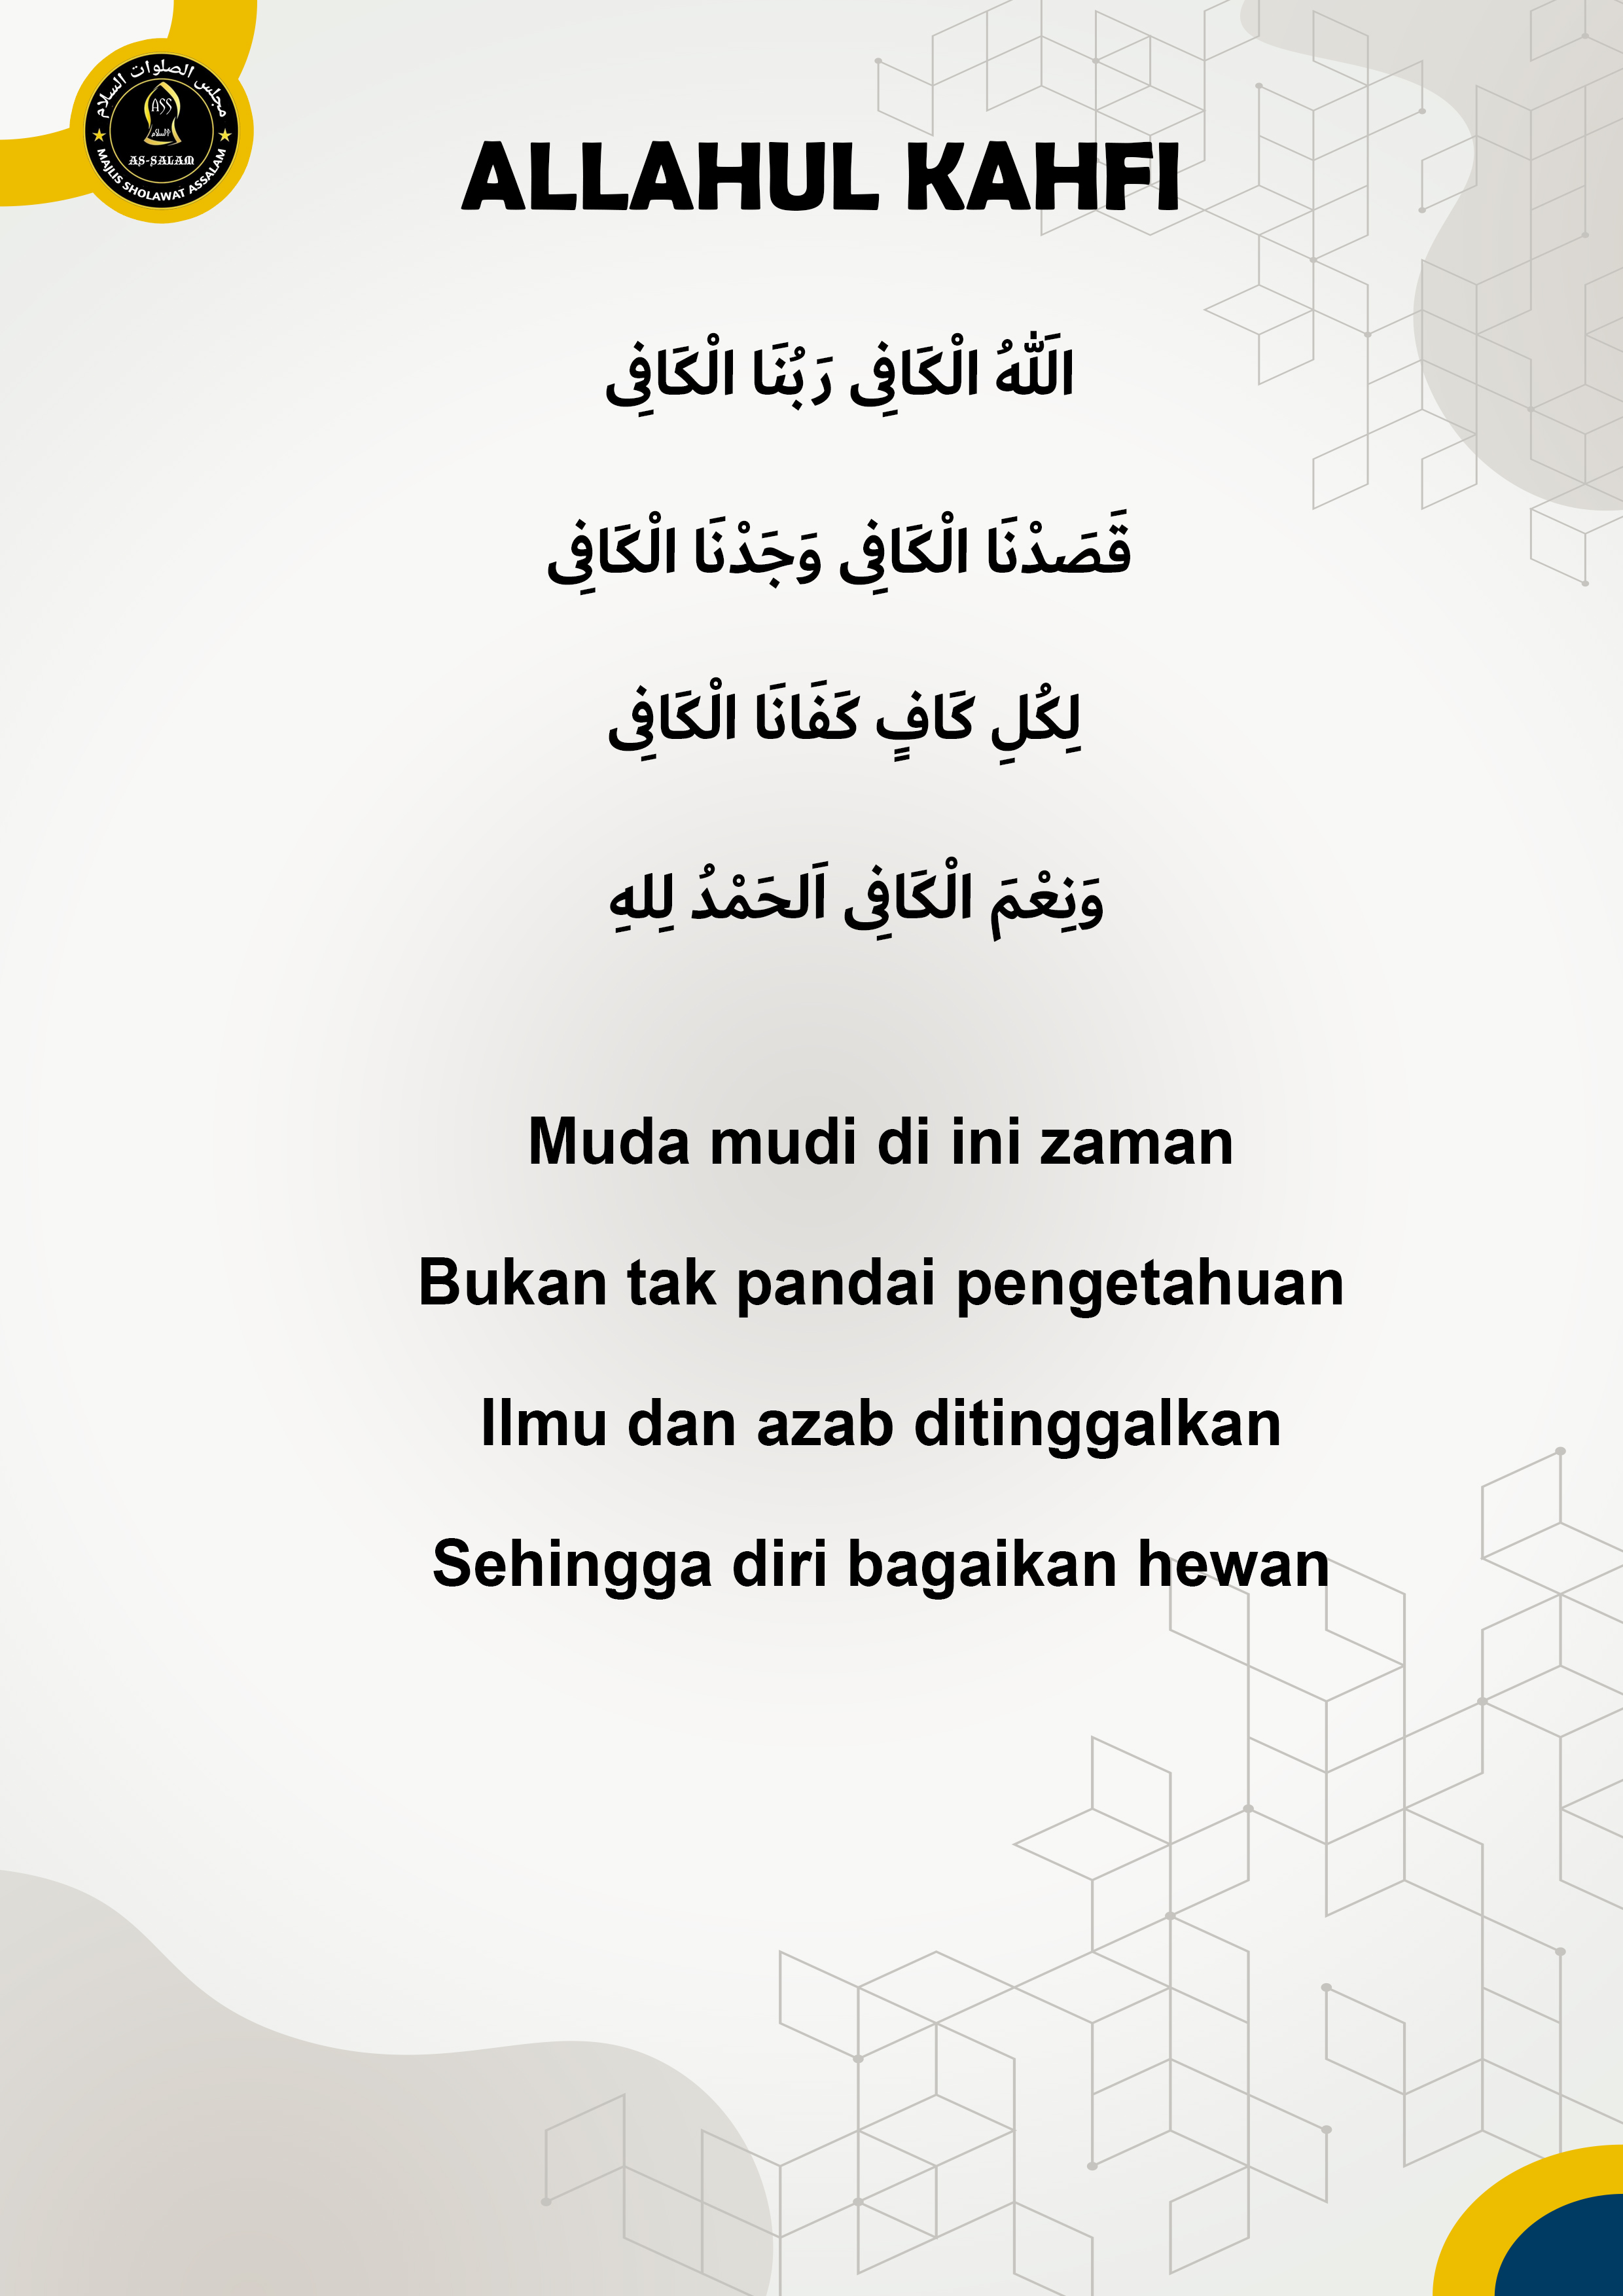 مجلس الصلوات السلام
ASS
السلام
AS-SALAM
MAJLIS SHOLAWAT ASSALAM
ALLAHUL KAHFI
اَللّٰهُ الْكَافِى رَبُنَا الْكَافِى
قَصَدْنَا الْكَافِى وَجَدْنَا الْكَافِى
لِكُلِ كَافٍ كَفَانَا الْكَافِى
وَنِعْمَ الْكَافِى اَلحَمْدُ لِلهِ
Muda mudi di ini zaman
Bukan tak pandai pengetahuan
Ilmu dan azab ditinggalkan
Sehingga diri bagaikan hewan